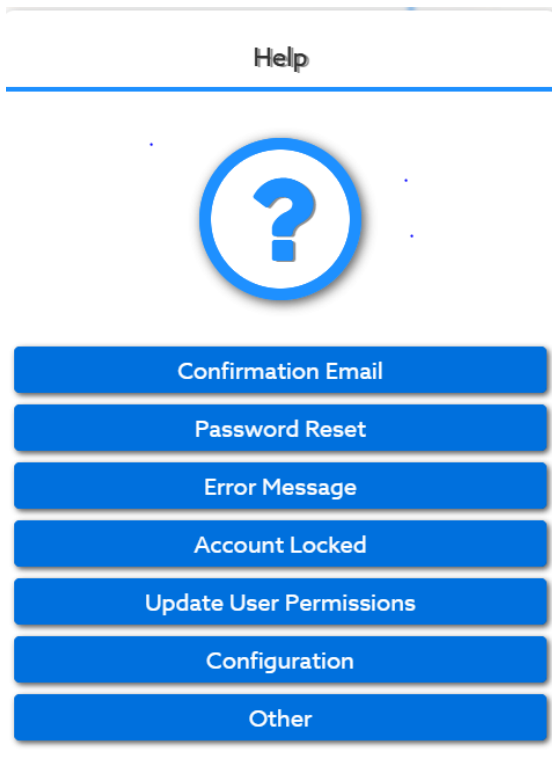 Help
?
Confirmation Email
Password Reset
Error Message
Account Locked
Update User Permissions
Configuration
Other